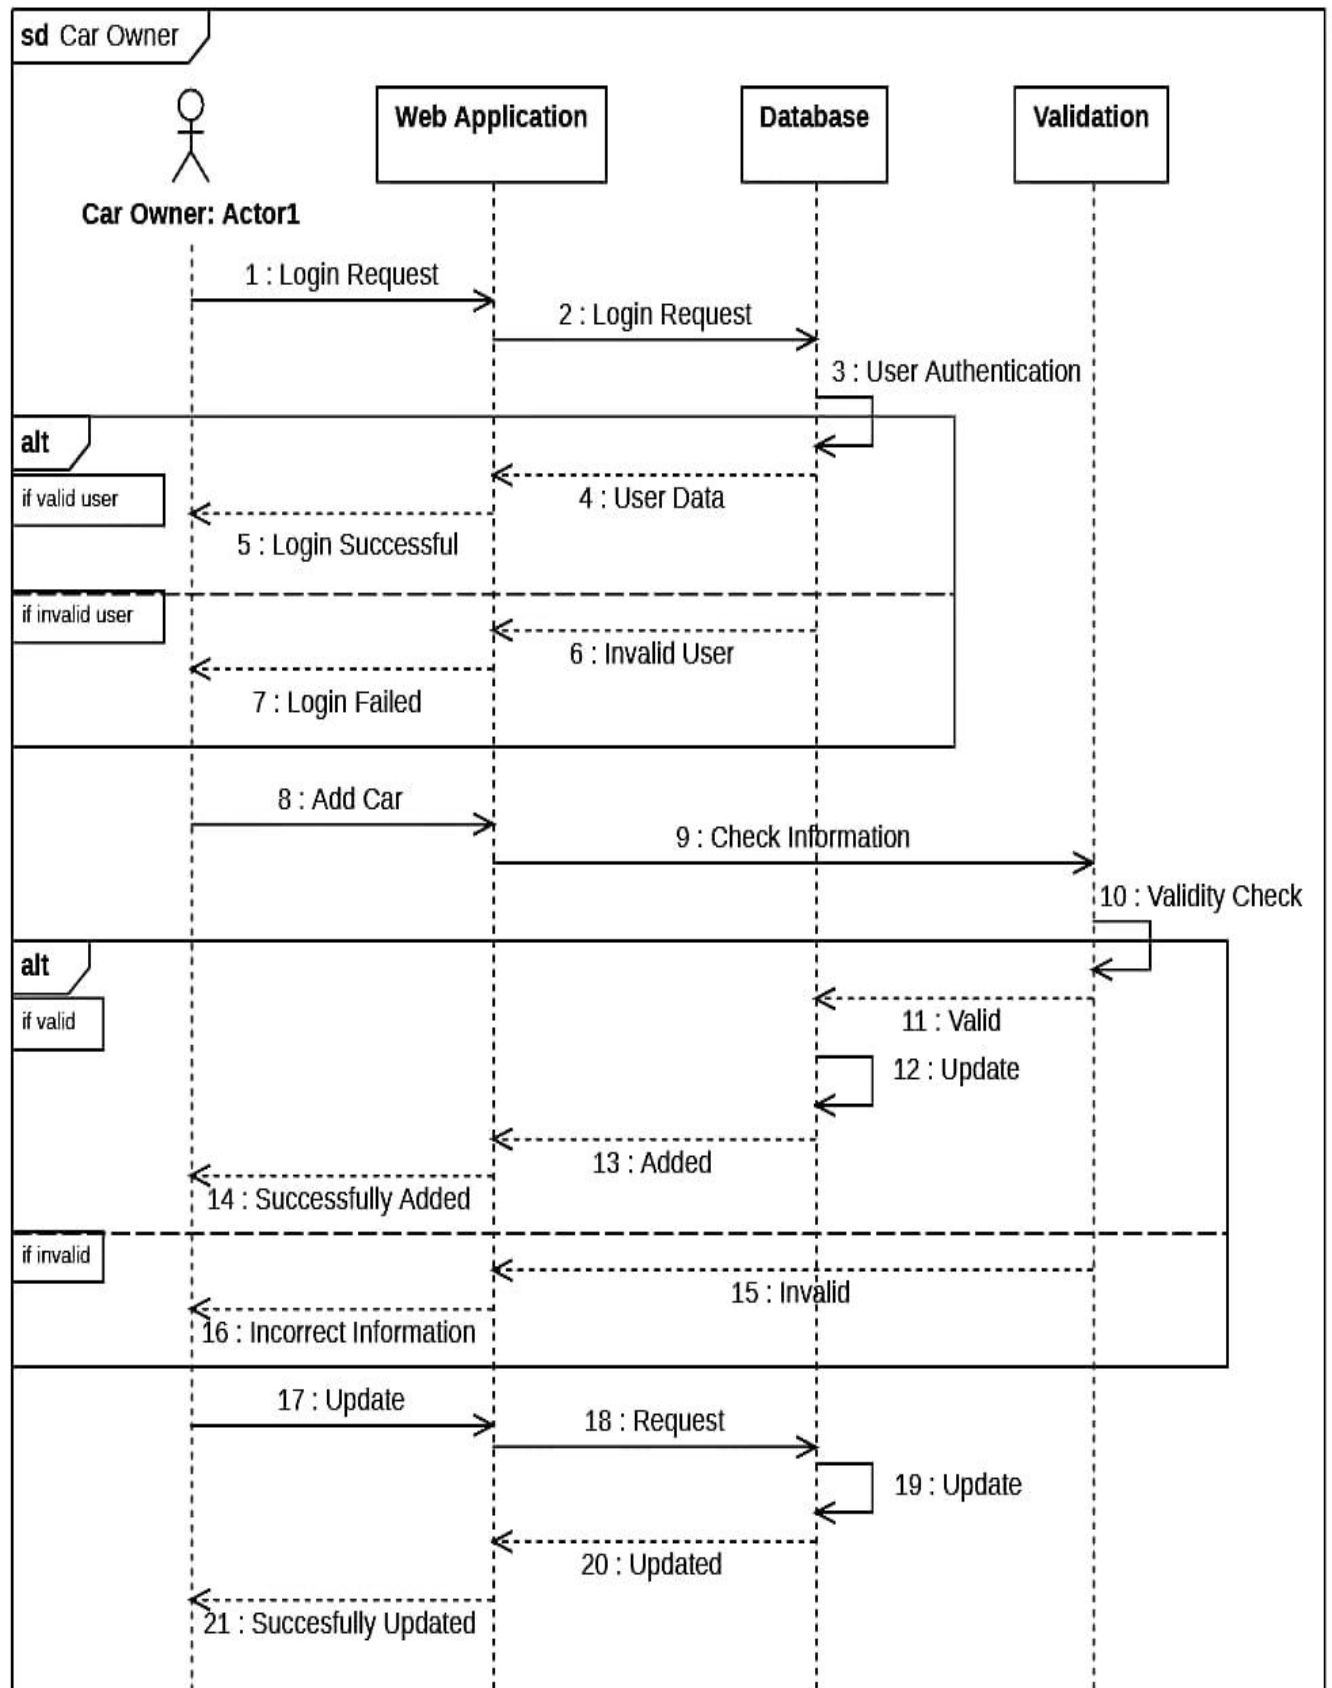 sd Car Owner
Web Application
Database
Validation
Car Owner: Actor1
1 : Login Request
2 : Login Request
3 : User Authentication
alt
if valid user
4 : User Data
5 : Login Successful
if invalid user
6 : Invalid User
7 : Login Failed
8 : Add Car
9 : Check Information
10 : Validity Check
alt
if valid
11 : Valid
12 : Update
13 : Added
14 : Successfully Added
if invalid
15 : Invalid
16 : Incorrect Information
17 : Update
18 : Request
19 : Update
20 : Updated
21 : Succesfully Updated